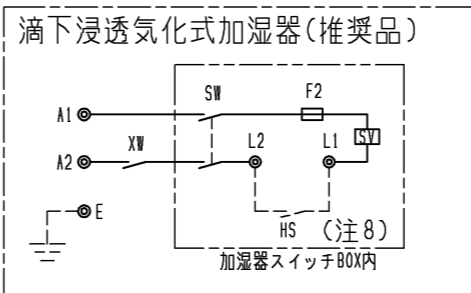 滴下浸透気化式加湿器(推奨品)
SW
F2
A1
SV
XW
L2
L1
A2
E
HS
(注8)
加湿器スイッチBOX内